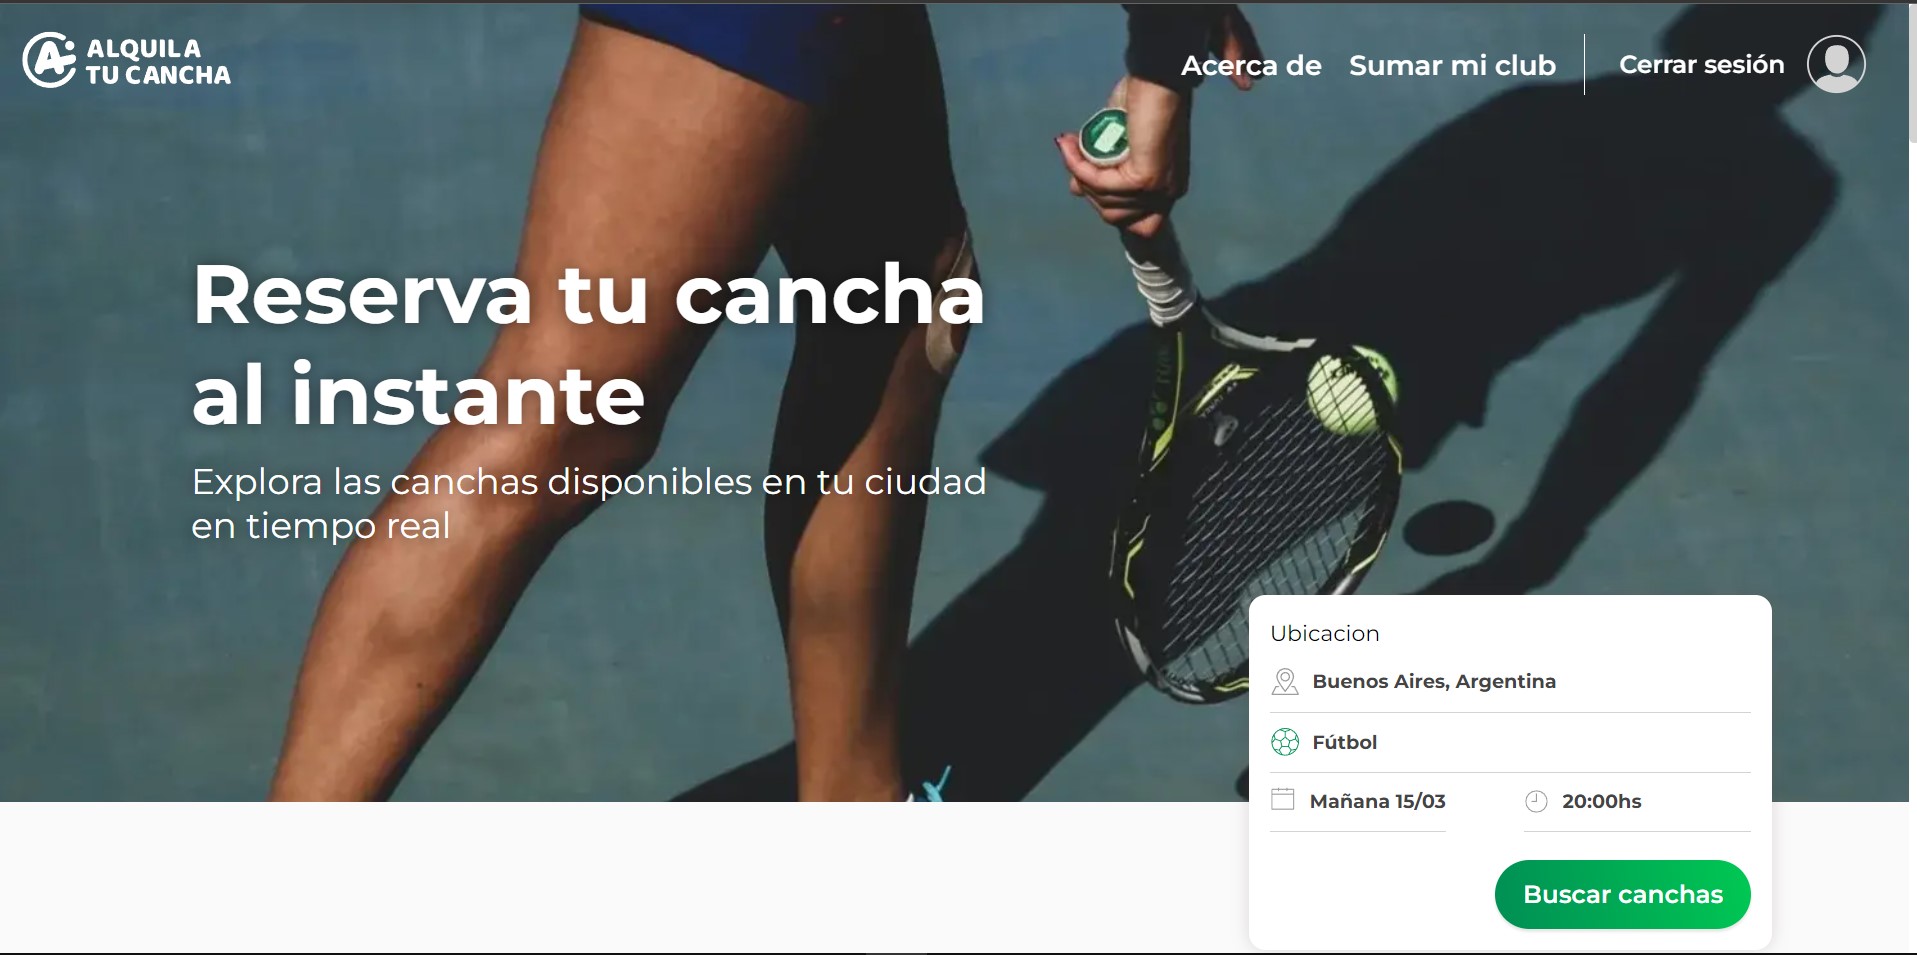 ALQUILA
TU CANCHA
Acerca de
Sumar mi club
Cerrar sesión
Reserva tu cancha
al instante
Explora las canchas disponibles en tu ciudad
en tiempo real
Ubicacion
Buenos Aires, Argentina
Fútbol
Mañana 15/03
20:00hs
Buscar canchas